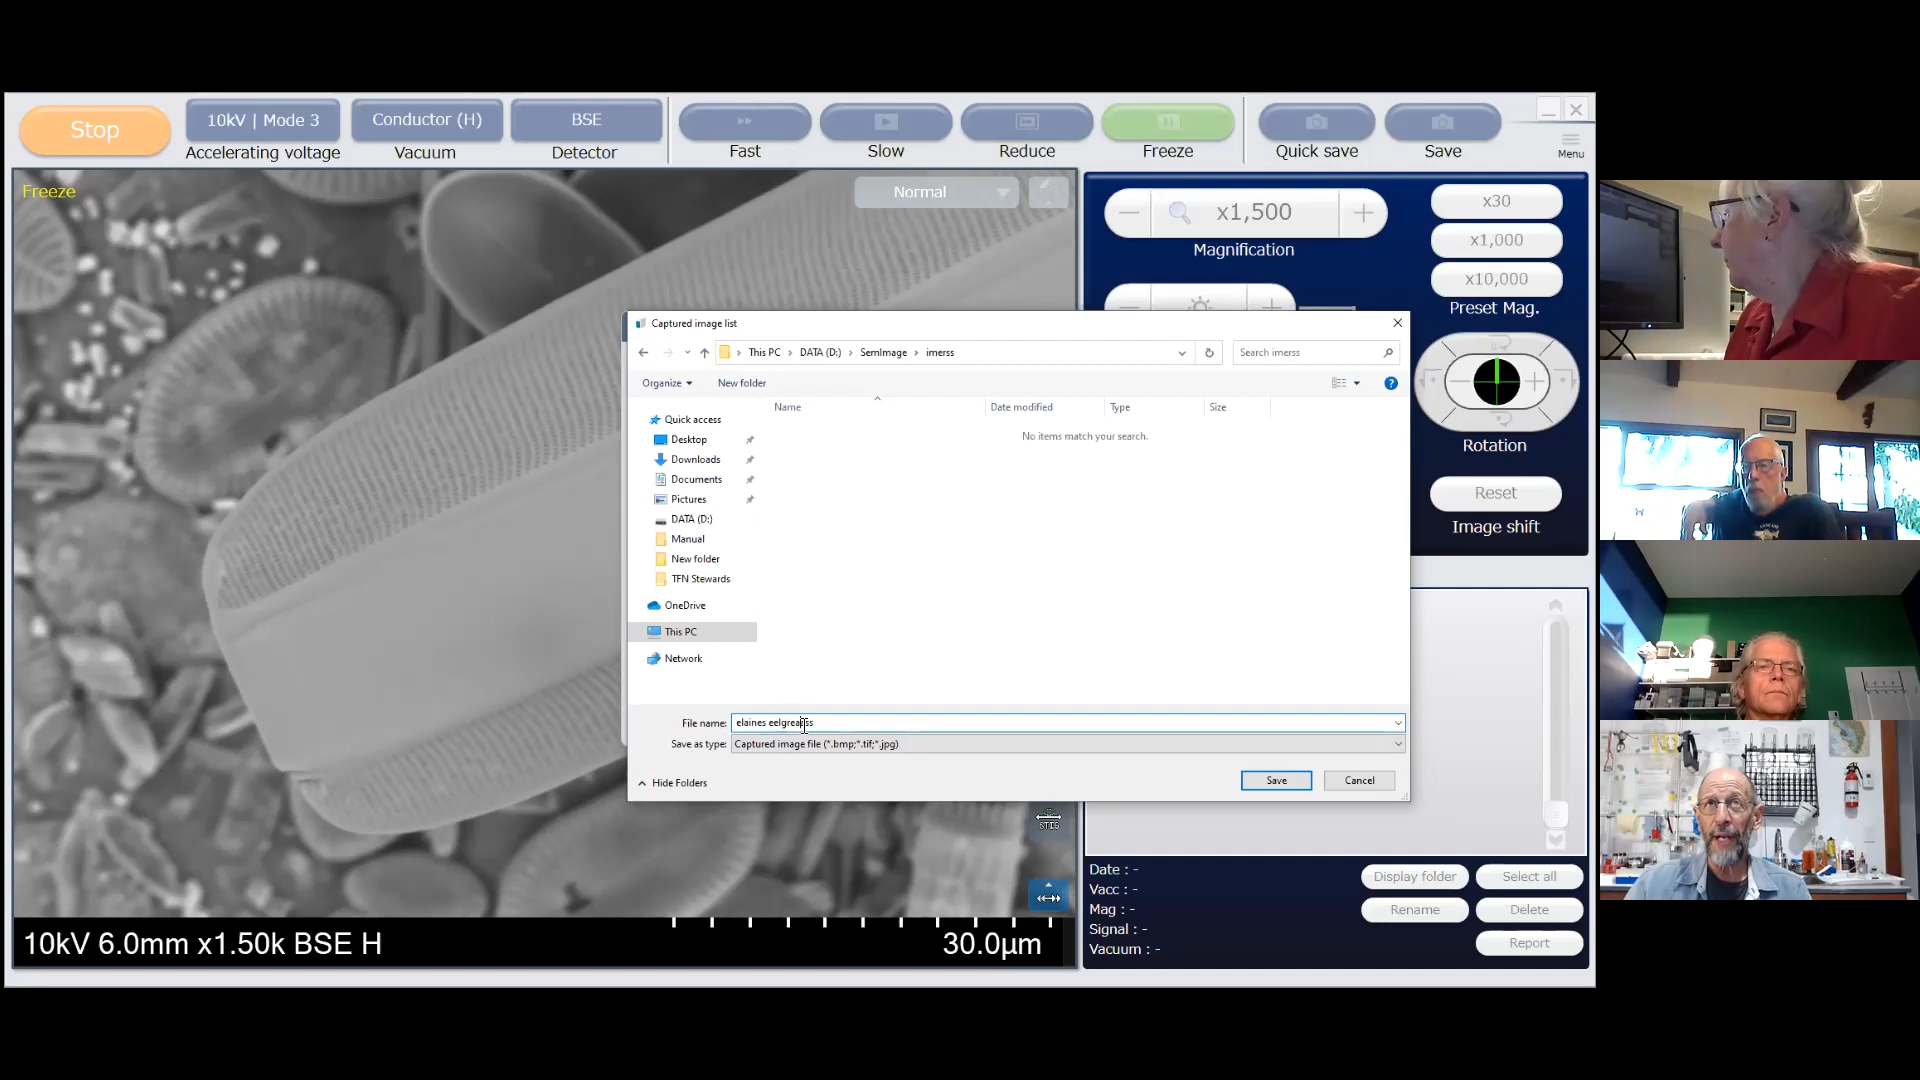 Stop
10kV | Mode 3
Accelerating voltage
Conductor (H)
Vacuum
BSE
Detector
Fast
Slow
Reduce
Freeze
Quick save
Save
Menu
Freeze
Normal
x1,500
Magnification
x30
x1,000
x10,000
Preset Mag.
Rotation
Reset
Image shift
Captured image list
This PC
DATA (D:)
SemImage
imerss
Search imerss
Organize
New folder
Name
Date modified
Type
Size
No items match your search.
Quick access
Desktop
Downloads
Documents
Pictures
DATA (D:)
Manual
New folder
TFN Stewards
OneDrive
This PC
Network
File name:
Save as type: Captured image file (*.bmp;*.tif;*.jpg)
Hide Folders
Save
Cancel
STIG
Date : -
Vacc : -
Mag : -
Signal : -
Vacuum : -
Display folder
Select all
Rename
Delete
Report
10kV 6.0mm x1.50k BSE H
30.0μm